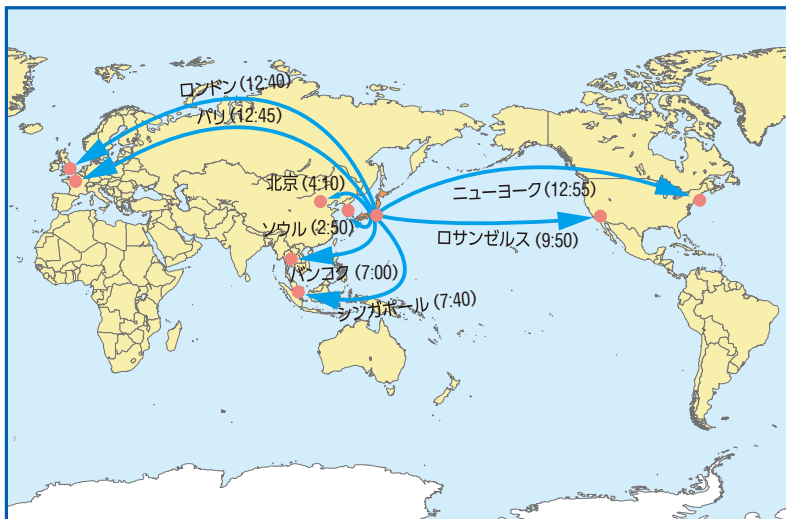 ロンドン(12:40)
パリ(12:45)
北京(4:10)
ニューヨーク(12:55)
ソウル(2:50)
ロサンゼルス(9:50)
バンコク(7:00)
シンガポール(7:40)